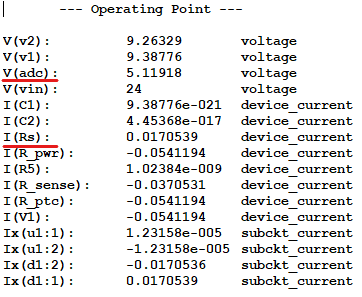 --- Operating Point ---
V(v2): 9.26329 voltage
V(v1): 9.38776 voltage
V(adc): 5.11918 voltage
V(vin): 24 voltage
I(C1): 9.38776e-021 device_current
I(C2): 4.45368e-017 device_current
I(Rs): 0.0170539 device_current
I(R_pwr): -0.0541194 device_current
I(R5): 1.02384e-009 device_current
I(R_sense): -0.0370531 device_current
I(R_ptc): -0.0541194 device_current
I(V1): -0.0541194 device_current
Ix(u1:1): 1.23158e-005 subckt_current
Ix(u1:2): -1.23158e-005 subckt_current
Ix(d1:2): -0.0170536 subckt_current
Ix(d1:1): 0.0170539 subckt_current